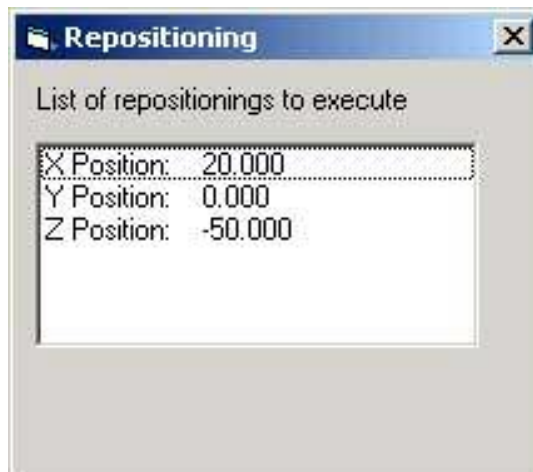 Repositioning
List of repositionings to execute
X Position: 20.000
Y Position: 0.000
Z Position: -50.000